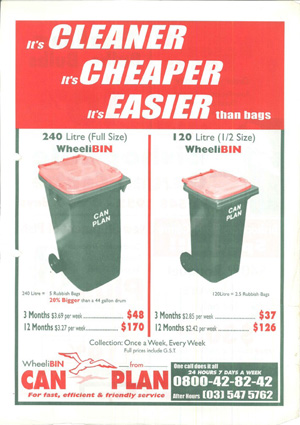 It's CLEANER
It's CHEAPER
It's EASIER than bags
240 Litre (Full Size)
WheeliBIN
CAN
PLAN
240 Litre = 6 Rubbish Bags
20% Bigger than a 44 gallon drum
3 Months $3.69 per week $48
12 Months $3.27 per week $170
120 Litre (1/2 Size)
WheeliBIN
CAN
PLAN
120Litre = 2.5 Rubbish Bags
3 Months $2.85 per week $37
12 Months $2.42 per week $126
Collection: Once a Week, Every Week
Full prices include G.S.T.
WheeliBIN from
CAN PLAN
For fast, efficient & friendly service
One call does it all
24 HOURS 7 DAYS A WEEK
0800-42-82-42
After Hours (03) 547 5762